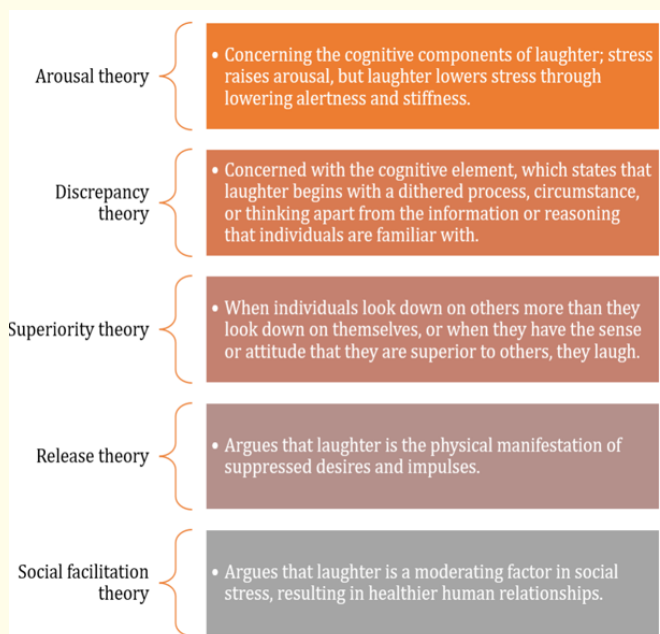 Arousal theory
• Concerning the cognitive components of laughter; stress
raises arousal, but laughter lowers stress through
lowering alertness and stiffness.
Discrepancy
theory
• Concerned with the cognitive element, which states that
laughter begins with a dithered process, circumstance,
or thinking apart from the information or reasoning
that individuals are familiar with.
Superiority theory
• When individuals look down on others more than they
look down on themselves, or when they have the sense
or attitude that they are superior to others, they laugh.
Release theory
• Argues that laughter is the physical manifestation of
suppressed desires and impulses.
Social facilitation
theory
• Argues that laughter is a moderating factor in social
stress, resulting in healthier human relationships.